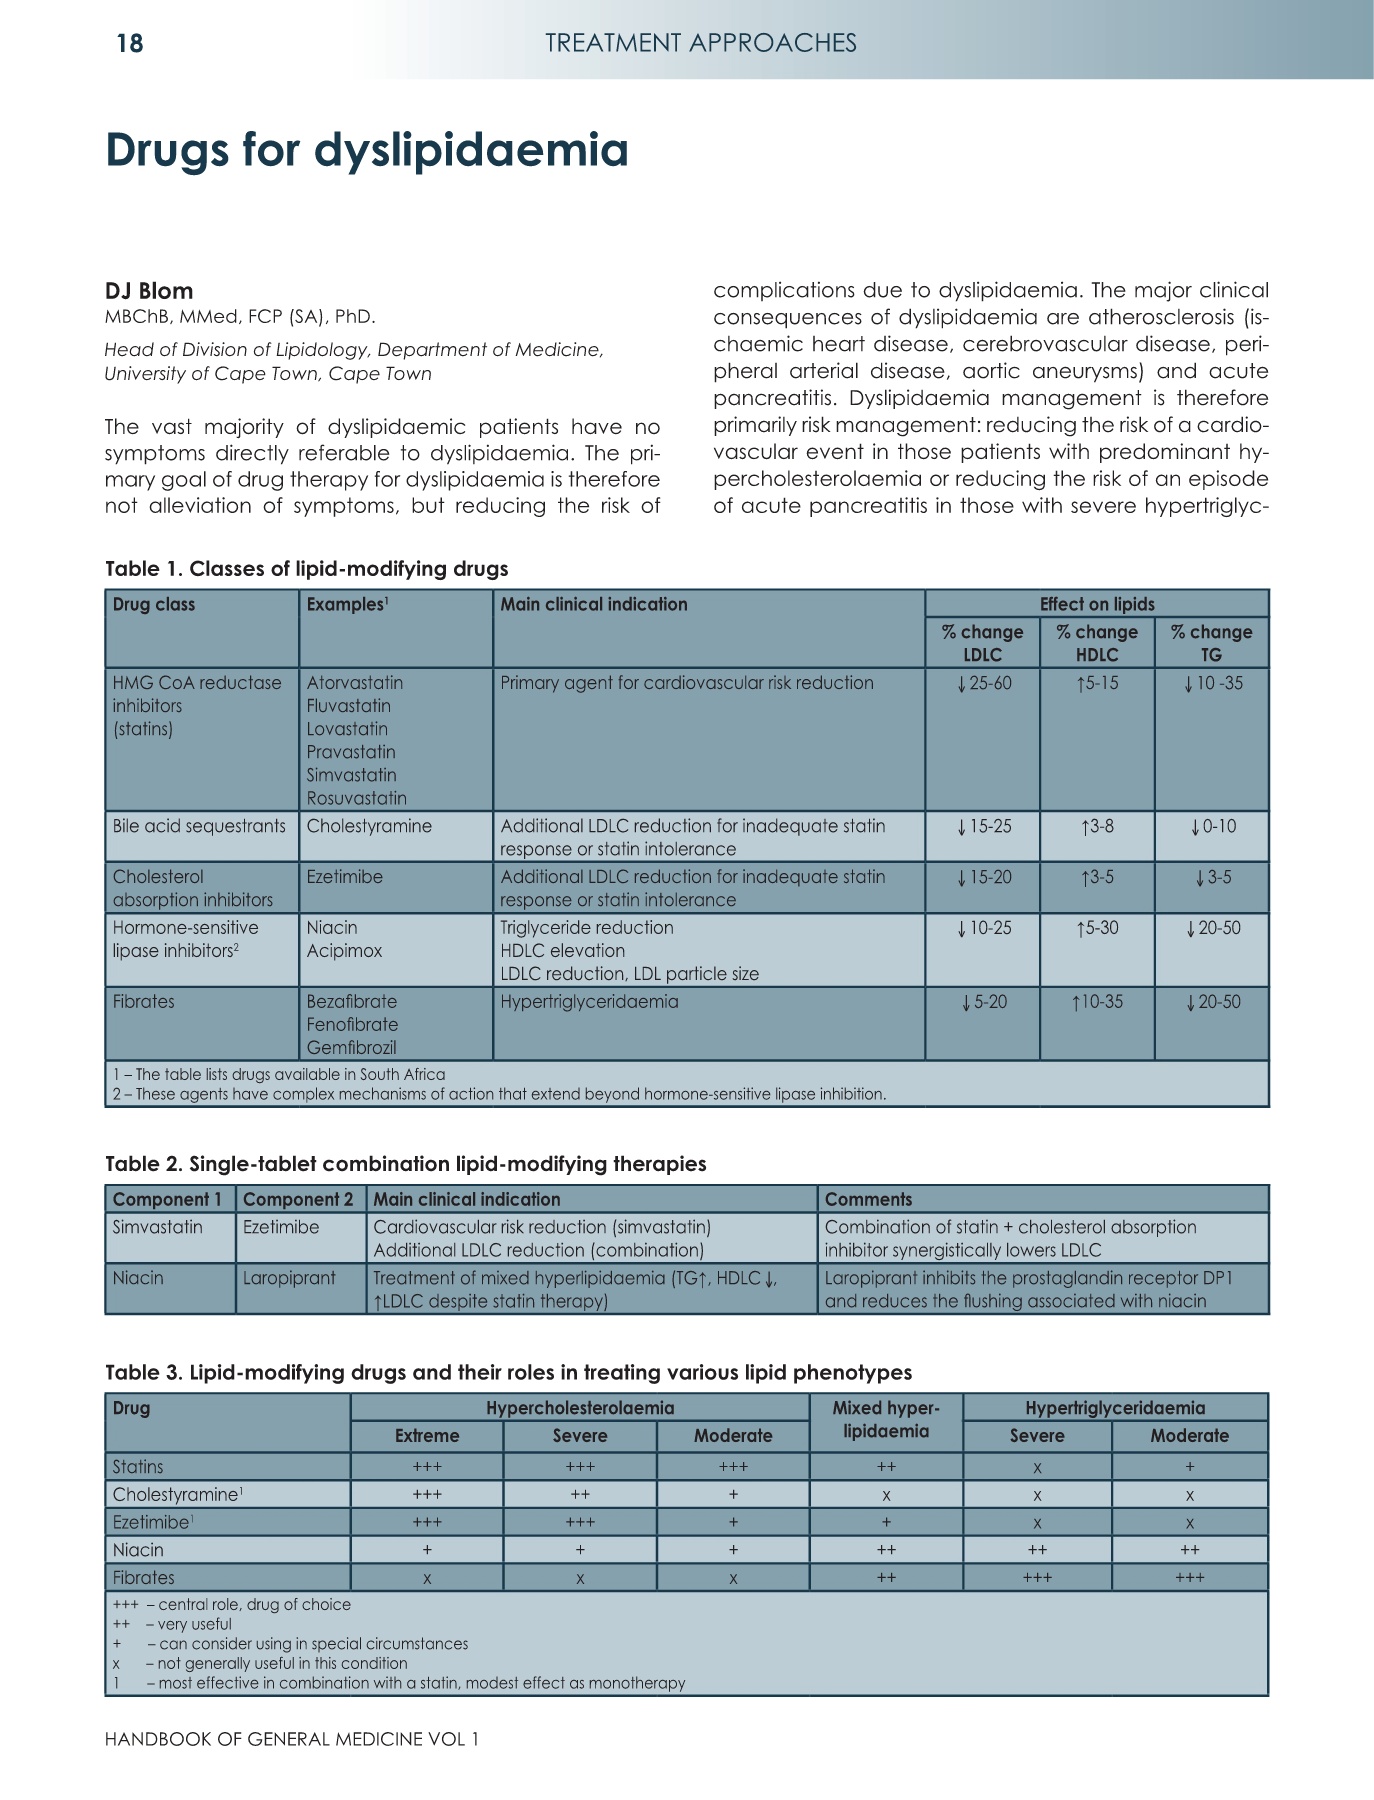 18
TREATMENT APPROACHES
Drugs for dyslipidaemia
DJ Blom
MBChB, MMed, FCP (SA), PhD.
Head of Division of Lipidology, Department of Medicine,
University of Cape Town, Cape Town
The vast majority of dyslipidaemic patients have no
symptoms directly referable to dyslipidaemia. The pri-
mary goal of drug therapy for dyslipidaemia is therefore
not alleviation of symptoms, but reducing the risk of
complications due to dyslipidaemia. The major clinical
consequences of dyslipidaemia are atherosclerosis (is-
chaemic heart disease, cerebrovascular disease, peri-
pheral arterial disease, aortic aneurysms) and acute
pancreatitis. Dyslipidaemia management is therefore
primarily risk management: reducing the risk of a cardio-
vascular event in those patients with predominant hy-
percholesterolaemia or reducing the risk of an episode
of acute pancreatitis in those with severe hypertriglyc-
Table 1. Classes of lipid-modifying drugs
Drug class Examples¹ Main clinical indication Effect on lipids
% change LDLC % change HDLC % change TG
HMG CoA reductase Atorvastatin Primary agent for cardiovascular risk reduction ↓25-60 ↑5-15 ↓10 -35
inhibitors Fluvastatin
(statins) Lovastatin
Pravastatin
Simvastatin
Rosuvastatin
Bile acid sequestrants Cholestyramine Additional LDLC reduction for inadequate statin ↓15-25 ↑3-8 ↓0-10
response or statin intolerance
Cholesterol Ezetimibe Additional LDLC reduction for inadequate statin ↓15-20 ↑3-5 ↓3-5
absorption inhibitors response or statin intolerance
Hormone-sensitive Niacin Triglyceride reduction ↓10-25 ↑5-30 ↓20-50
lipase inhibitors² Acipimox HDLC elevation
LDLC reduction, LDL particle size
Fibrates Bezafibrate Hypertriglyceridaemia ↓5-20 ↑10-35 ↓20-50
Fenofibrate
Gemfibrozil
1 – The table lists drugs available in South Africa
2 – These agents have complex mechanisms of action that extend beyond hormone-sensitive lipase inhibition.
Table 2. Single-tablet combination lipid-modifying therapies
Component 1 Component 2 Main clinical indication Comments
Simvastatin Ezetimibe Cardiovascular risk reduction (simvastatin) Combination of statin + cholesterol absorption
Additional LDLC reduction (combination) inhibitor synergistically lowers LDLC
Niacin Laropiprant Treatment of mixed hyperlipidaemia (TG↑, HDLC↓, Laropiprant inhibits the prostaglandin receptor DP1
↑LDLC despite statin therapy) and reduces the flushing associated with niacin
Table 3. Lipid-modifying drugs and their roles in treating various lipid phenotypes
Drug Hypercholesterolaemia Mixed hyper- Hypertriglyceridaemia
Extreme Severe Moderate lipidaemia Severe Moderate
Statins +++ +++ +++ ++ x +
Cholestyramine¹ +++ ++ + x x x
Ezetimibe¹ +++ +++ + + x x
Niacin + + + ++ ++ ++
Fibrates x x x ++ +++ +++
+++ – central role, drug of choice
++ – very useful
+ – can consider using in special circumstances
x – not generally useful in this condition
1 – most effective in combination with a statin, modest effect as monotherapy
HANDBOOK OF GENERAL MEDICINE VOL 1